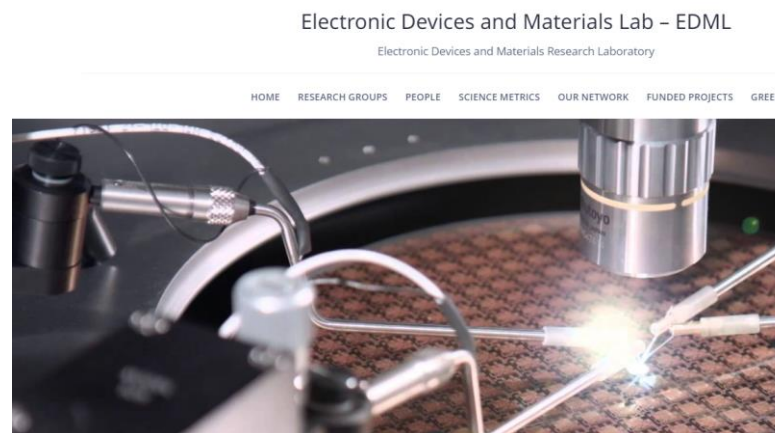 Electronic Devices and Materials Lab – EDML
Electronic Devices and Materials Research Laboratory
HOME RESEARCH GROUPS PEOPLE SCIENCE METRICS OUR NETWORK FUNDED PROJECTS GREE